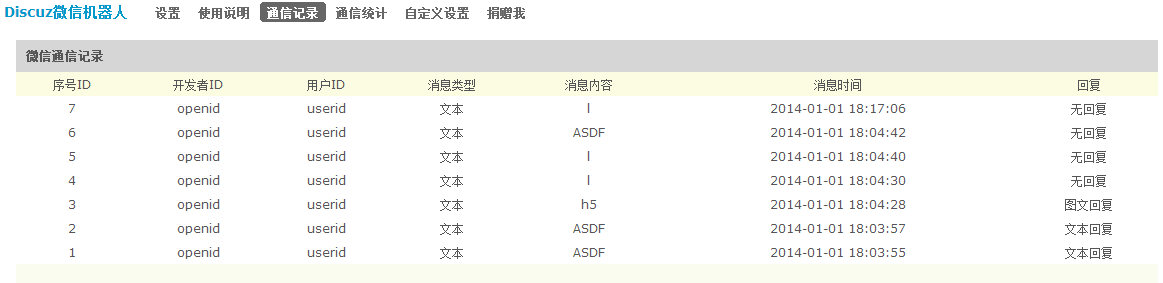 Discuz微信机器人 设置 使用说明 通信记录 通信统计 自定义设置 捐赠我
微信通信记录
序号ID 开发者ID 用户ID 消息类型 消息内容 消息时间 回复
7 openid userid 文本 l 2014-01-01 18:17:06 无回复
6 openid userid 文本 ASDF 2014-01-01 18:04:42 无回复
5 openid userid 文本 l 2014-01-01 18:04:40 无回复
4 openid userid 文本 l 2014-01-01 18:04:30 无回复
3 openid userid 文本 h5 2014-01-01 18:04:28 图文回复
2 openid userid 文本 ASDF 2014-01-01 18:03:57 文本回复
1 openid userid 文本 ASDF 2014-01-01 18:03:55 文本回复